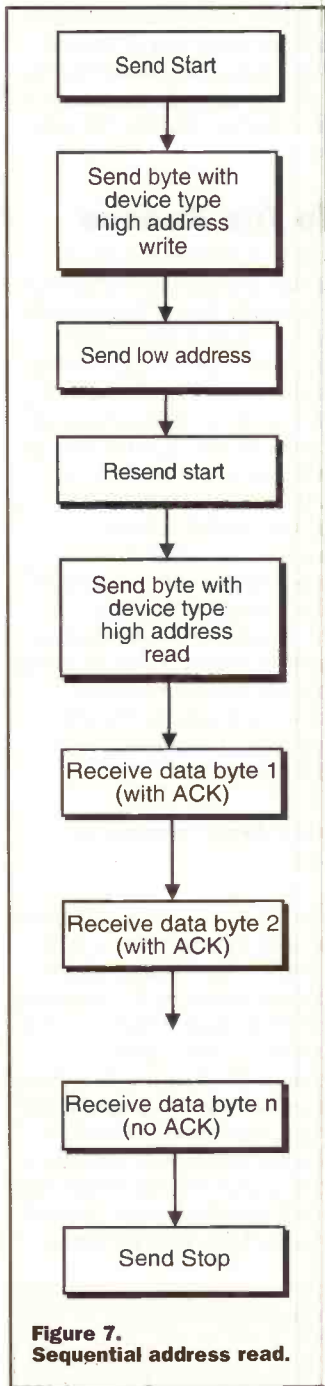 Send Start
Send byte with
device type
high address
write
Send low address
Resend start
Send byte with
device type
high address
read
Receive data byte 1
(with ACK)
Receive data byte 2
(with ACK)
Receive data byte n
(no ACK)
Send Stop
Figure 7.
Sequential address read.